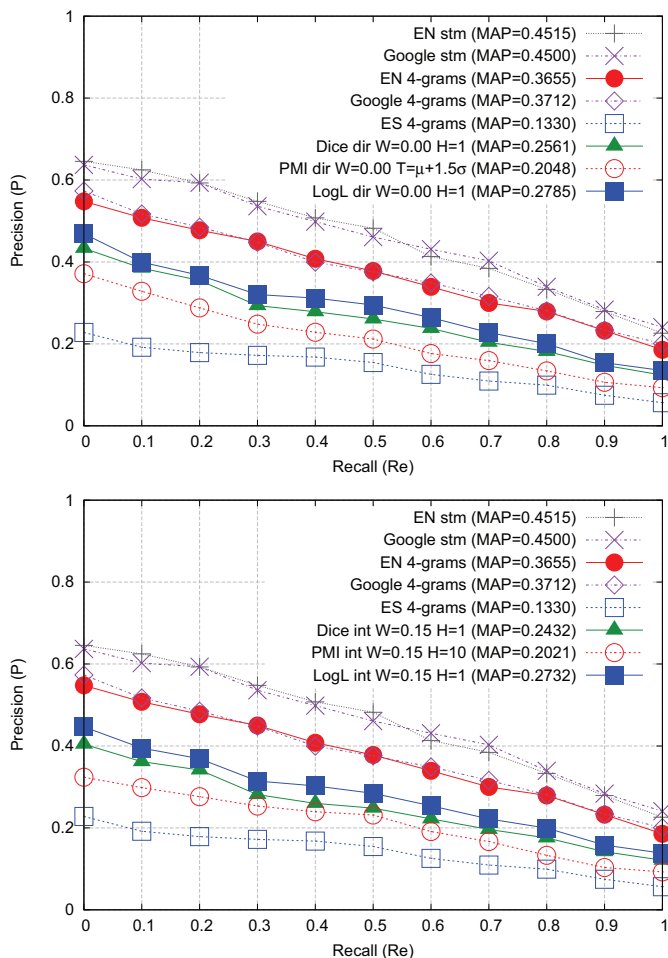 1
EN stm (MAP=0.4515)
Google stm (MAP=0.4500)
EN 4-grams (MAP=0.3655)
0.8
Google 4-grams (MAP=0.3712)
ES 4-grams (MAP=0.1330)
Dice dir W=0.00 H=1 (MAP=0.2561)
PMI dir W=0.00 T=μ+1.5σ (MAP=0.2048)
LogL dir W=0.00 H=1 (MAP=0.2785)
0.6
Precision (P)
0.4
0.2
0
0 0.1 0.2 0.3 0.4 0.5 0.6 0.7 0.8 0.9 1
Recall (Re)
1
EN stm (MAP=0.4515)
Google stm (MAP=0.4500)
EN 4-grams (MAP=0.3655)
0.8
Google 4-grams (MAP=0.3712)
ES 4-grams (MAP=0.1330)
Dice int W=0.15 H=1 (MAP=0.2432)
PMI int W=0.15 H=10 (MAP=0.2021)
LogL int W=0.15 H=1 (MAP=0.2732)
0.6
Precision (P)
0.4
0.2
0
0 0.1 0.2 0.3 0.4 0.5 0.6 0.7 0.8 0.9 1
Recall (Re)